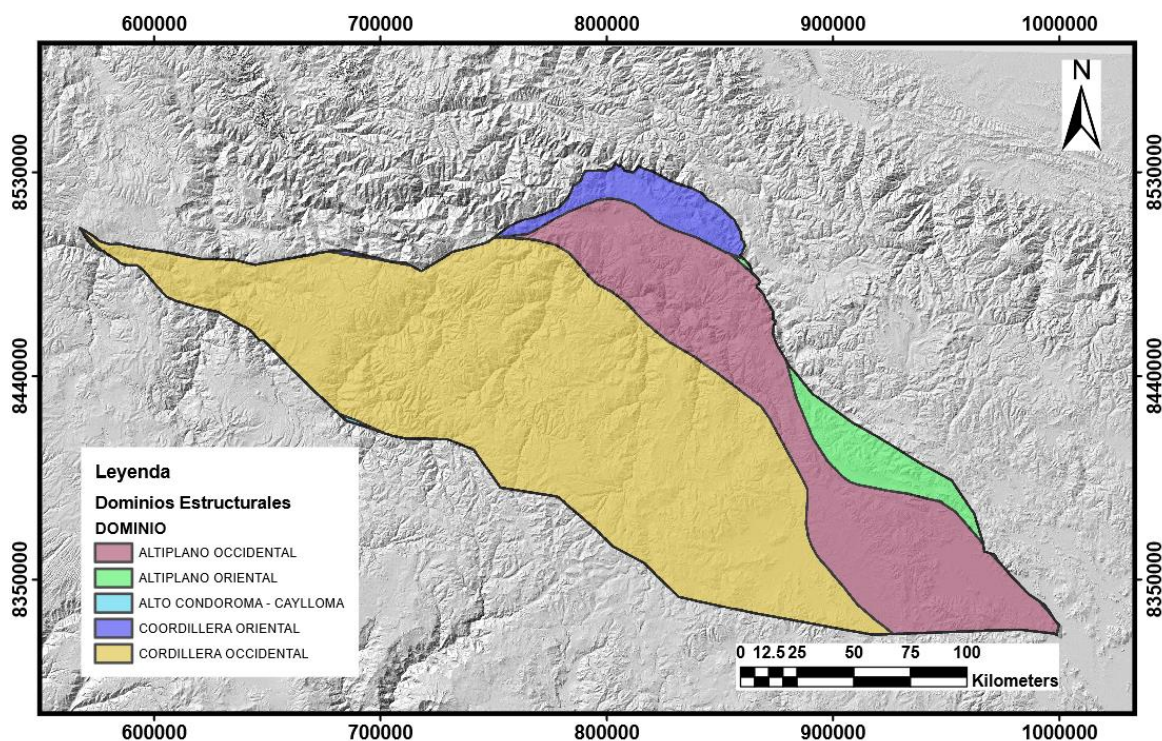 600000 700000 800000 900000 1000000
N
8530000 8530000
8440000 8440000
8350000 8350000
Leyenda
Dominios Estructurales
DOMINIO
ALTIPLANO OCCIDENTAL
ALTIPLANO ORIENTAL
ALTO CONDOROMA - CAYLLOMA
COORDILLERA ORIENTAL
CORDILLERA OCCIDENTAL
0 12.5 25 50 75 100
Kilometers
600000 700000 800000 900000 1000000